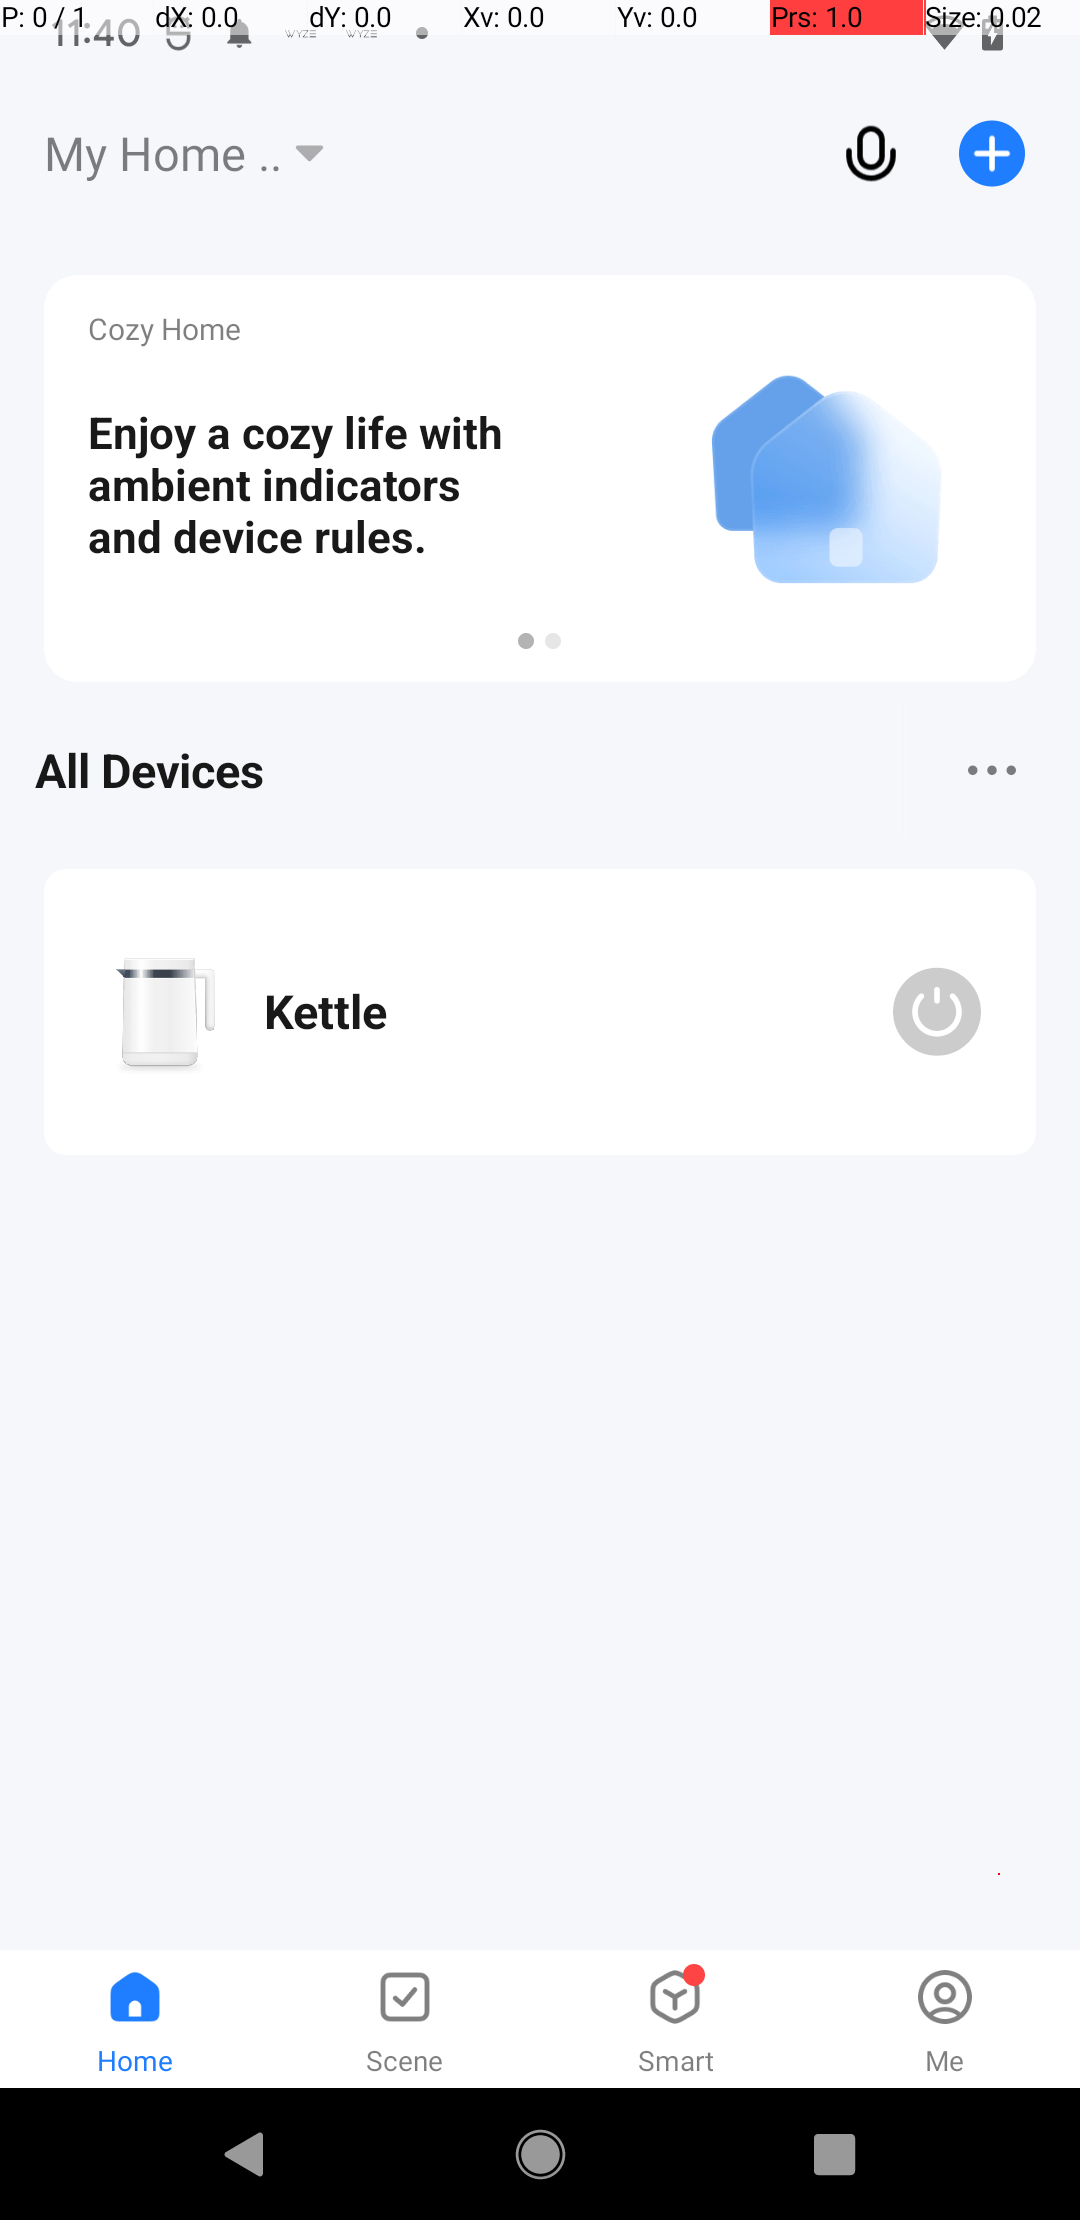 P: 0 / 1 dX: 0.0 dY: 0.0 Xv: 0.0 Yv: 0.0 Prs: 1.0 Size: 0.02
11:40 WYZE WYZE
My Home ..
Cozy Home
Enjoy a cozy life with
ambient indicators
and device rules.
All Devices
Kettle
Home Scene Smart Me